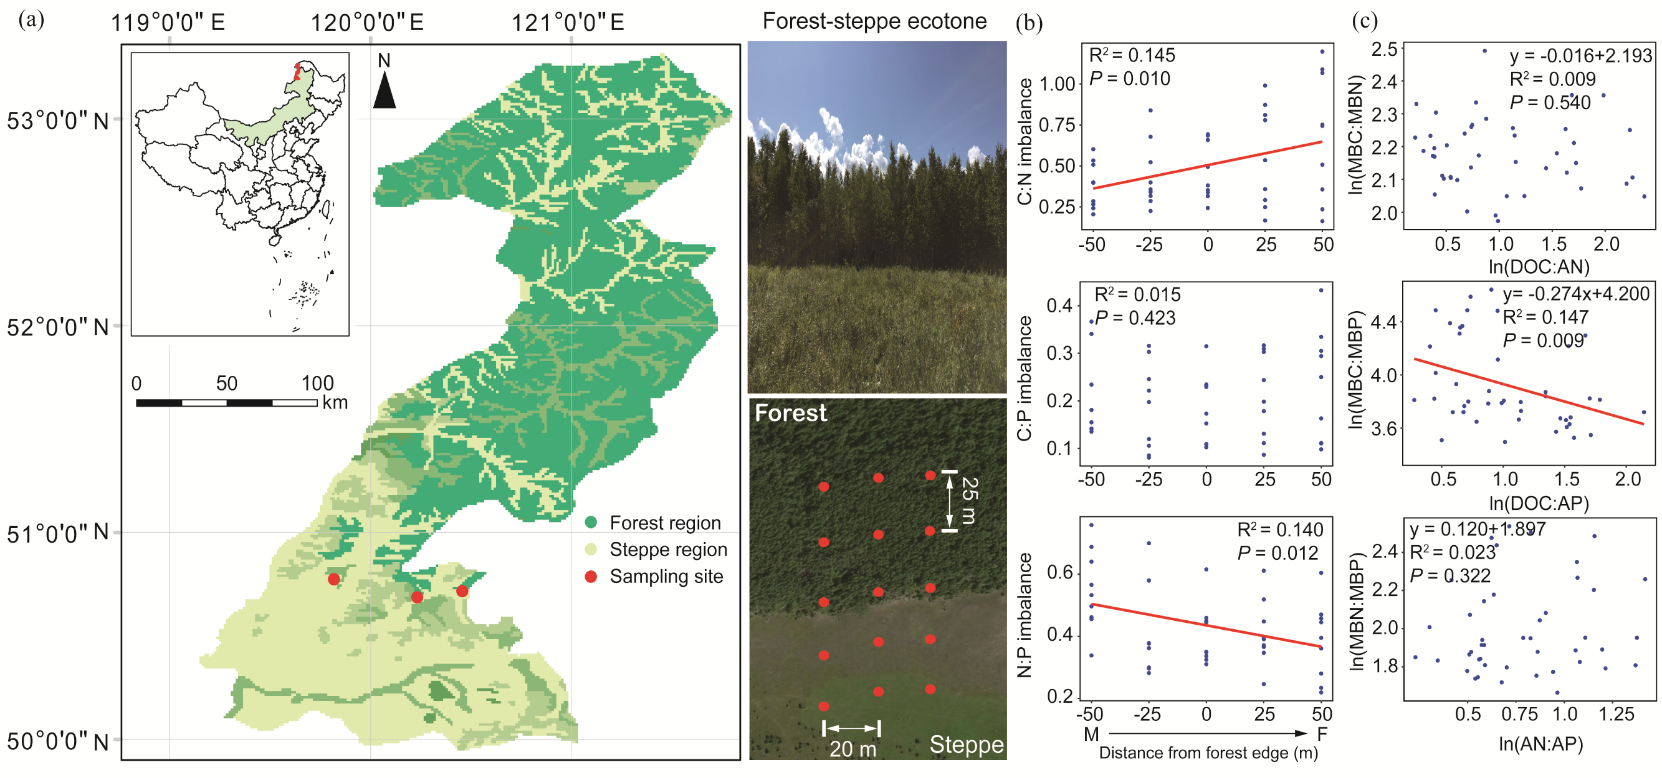 (a)
119°0'0" E
120°0'0" E
121°0'0" E
53°0'0" N
52°0'0" N
51°0'0" N
50°0'0" N
N
0 50 100
km
Forest region
Steppe region
Sampling site
Forest-steppe ecotone
Forest
25 m
20 m
Steppe
(b)
C:N imbalance
R² = 0.145
P = 0.010
1.00
0.75
0.50
0.25
-50 -25 0 25 50
C:P imbalance
R² = 0.015
P = 0.423
0.4
0.3
0.2
0.1
-50 -25 0 25 50
N:P imbalance
R² = 0.140
P = 0.012
0.6
0.4
0.2
-50 -25 0 25 50
M F
Distance from forest edge (m)
(c)
ln(MBC:MBN)
y = -0.016+2.193
R² = 0.009
P = 0.540
2.5
2.4
2.3
2.2
2.1
2.0
0.5 1.0 1.5 2.0
ln(DOC:AN)
ln(MBC:MBP)
y= -0.274x+4.200
R² = 0.147
P = 0.009
4.4
4.0
3.6
0.5 1.0 1.5 2.0
ln(DOC:AP)
ln(MBN:MBP)
y = 0.120+1.897
R² = 0.023
P = 0.322
2.4
2.2
2.0
1.8
0.5 0.75 1.0 1.25
ln(AN:AP)